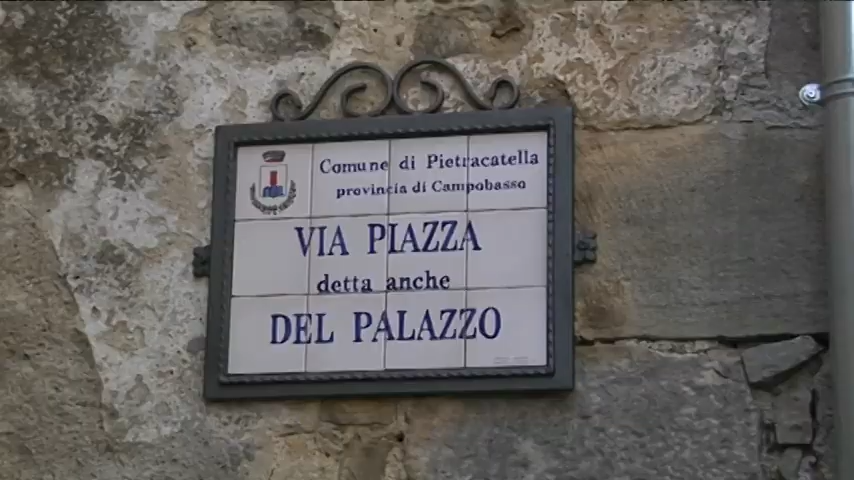 Comune di Pietracatella
provincia di Campobasso
VIA PIAZZA
detta anche
DEL PALAZZO